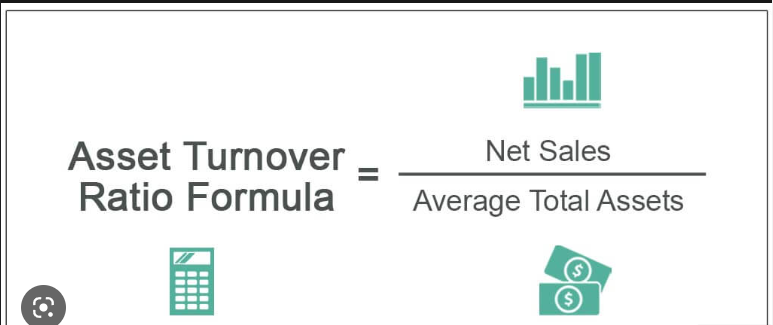 Asset Turnover
Ratio Formula
=
Net Sales
Average Total Assets
$
$